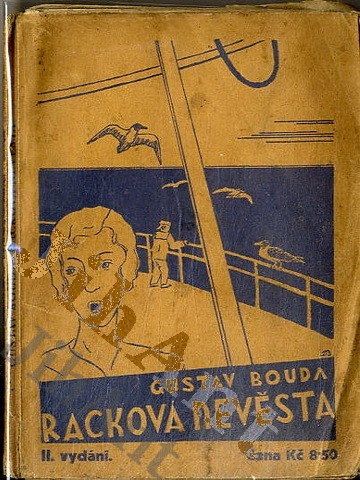 GUSTAV BOUDA
RACKOVA NEVĚSTA
II. vydání.
Cena Kč 8·50